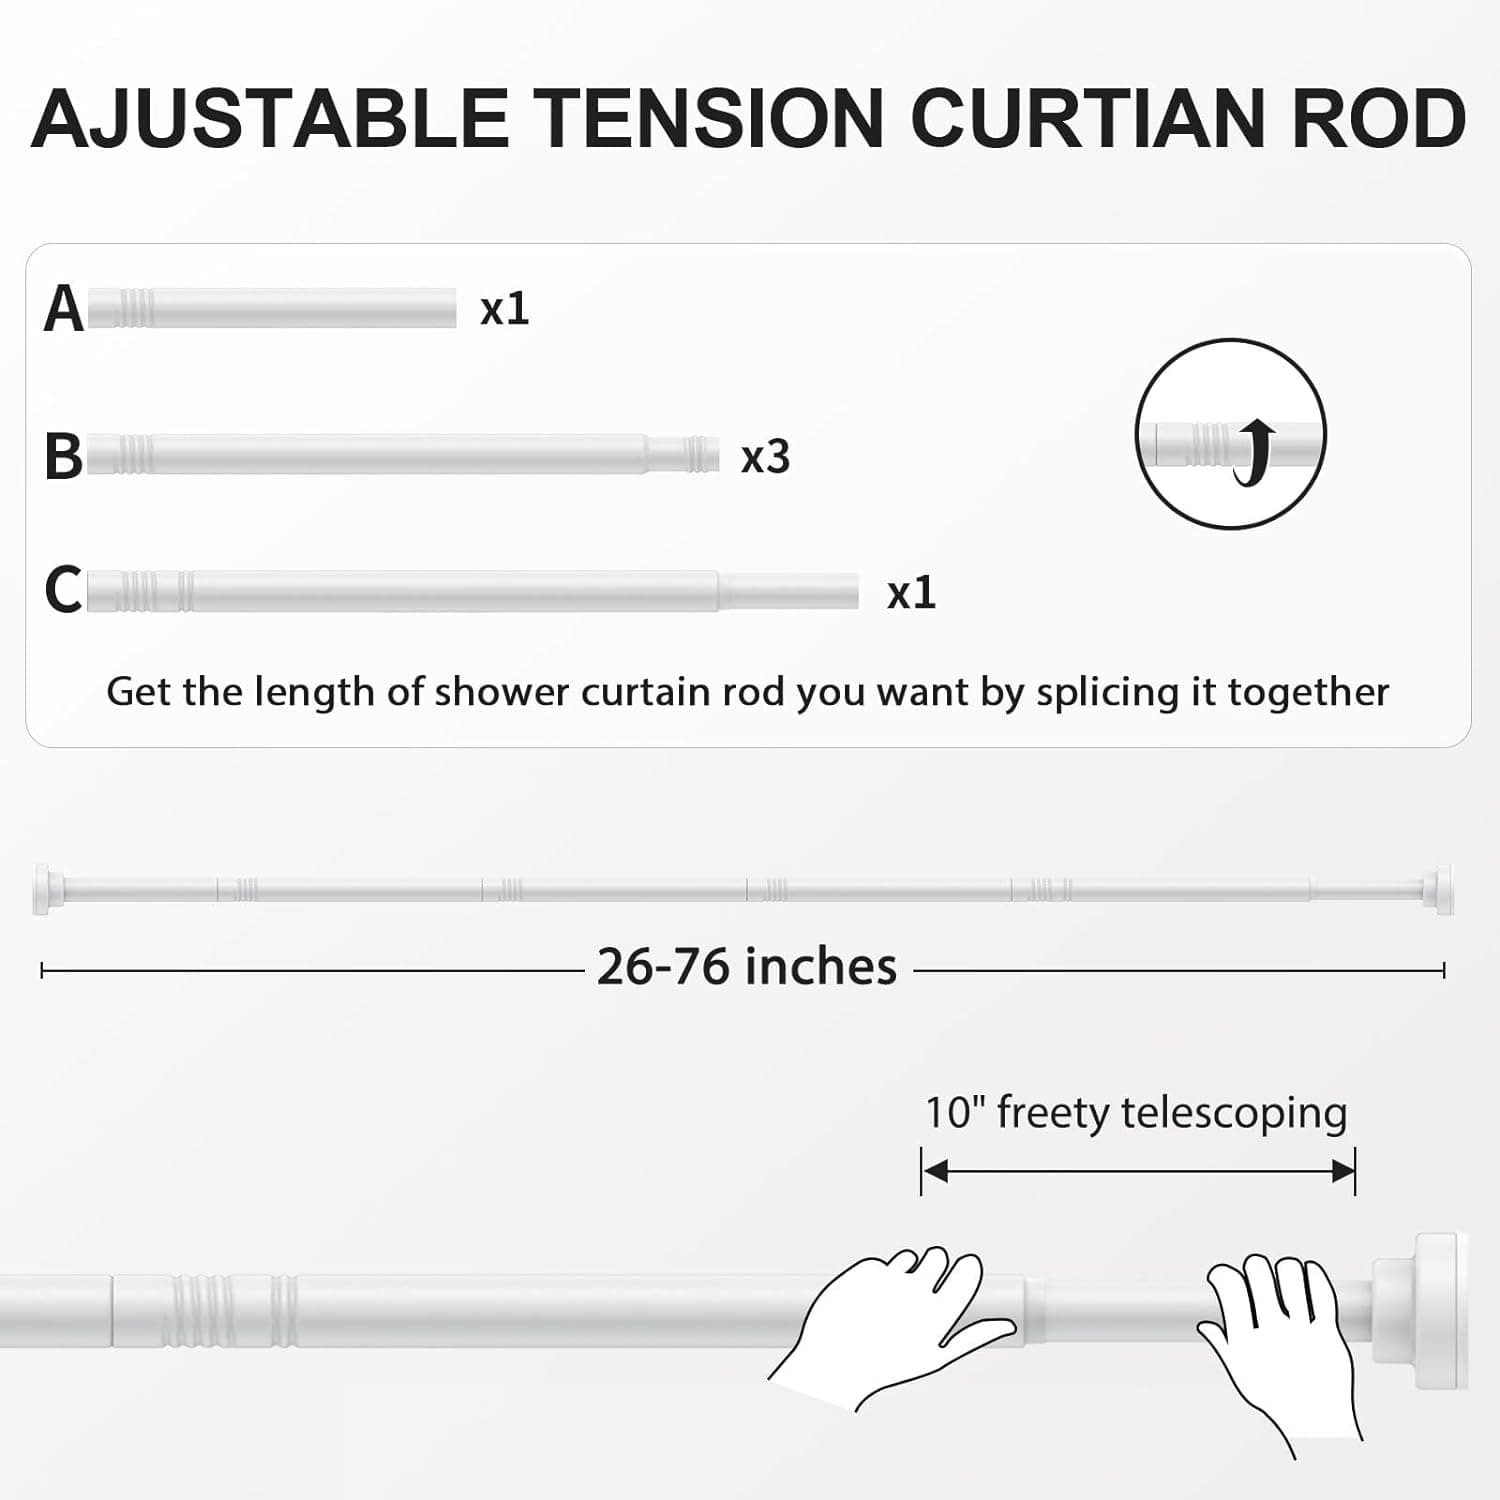 AJUSTABLE TENSION CURTIAN ROD
A x1
B x3
C x1
Get the length of shower curtain rod you want by splicing it together
26-76 inches
10" freety telescoping